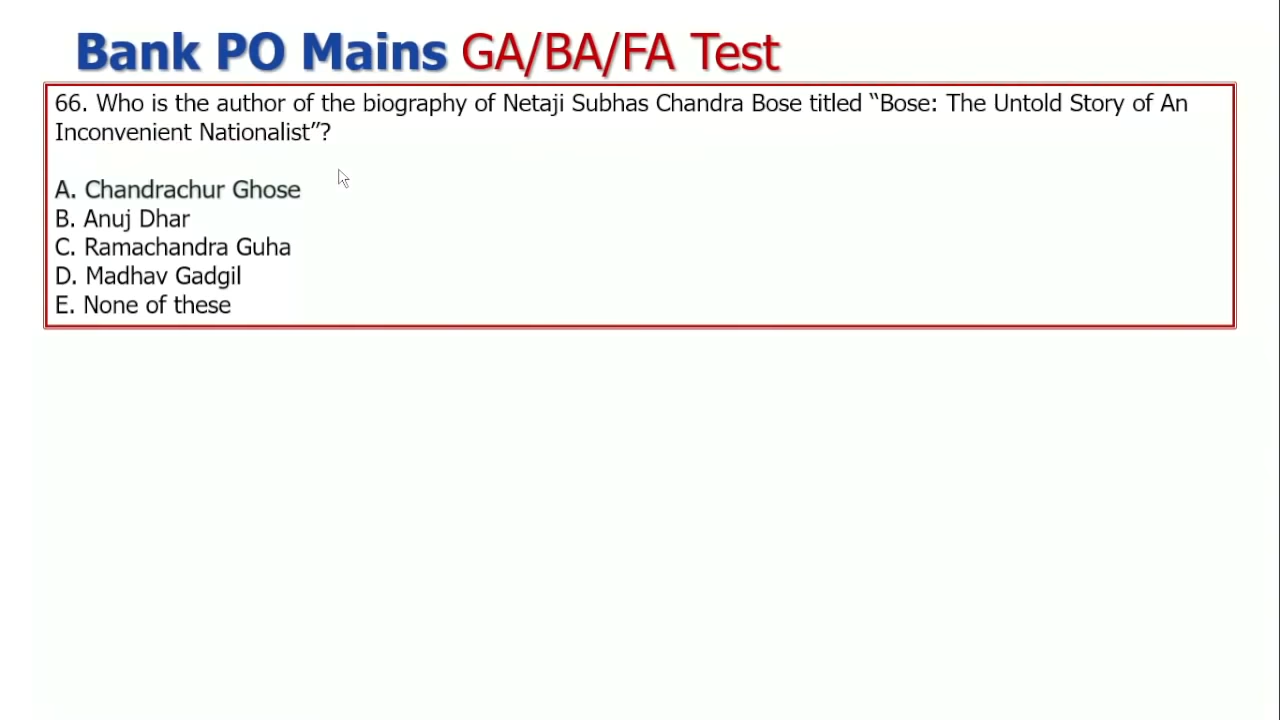 Bank PO Mains GA/BA/FA Test
66. Who is the author of the biography of Netaji Subhas Chandra Bose titled “Bose: The Untold Story of An
Inconvenient Nationalist”?
A. Chandrachur Ghose
B. Anuj Dhar
C. Ramachandra Guha
D. Madhav Gadgil
E. None of these